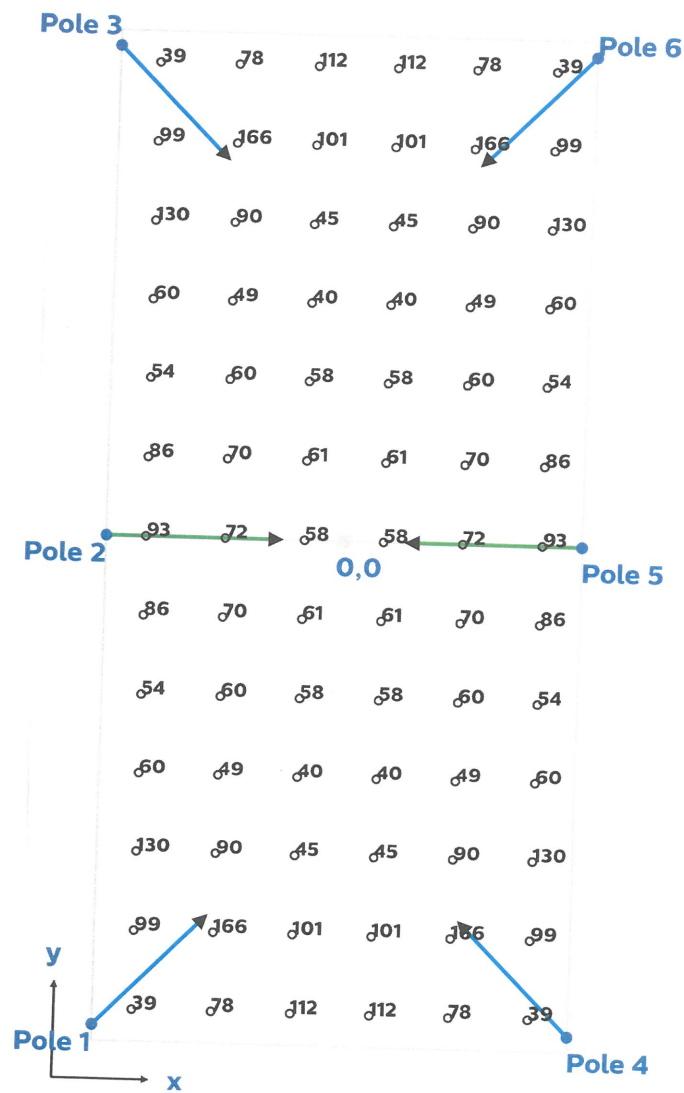 Pole 3
Pole 6
39 78 112 112 78 39
99 166 101 101 166 99
130 90 45 45 90 130
60 49 40 40 49 60
54 60 58 58 60 54
86 70 61 61 70 86
93 72 58 58 72 93
Pole 2
0,0
Pole 5
86 70 61 61 70 86
54 60 58 58 60 54
60 49 40 40 49 60
130 90 45 45 90 130
99 166 101 101 166 99
y
39 78 112 112 78 39
Pole 1
Pole 4
x